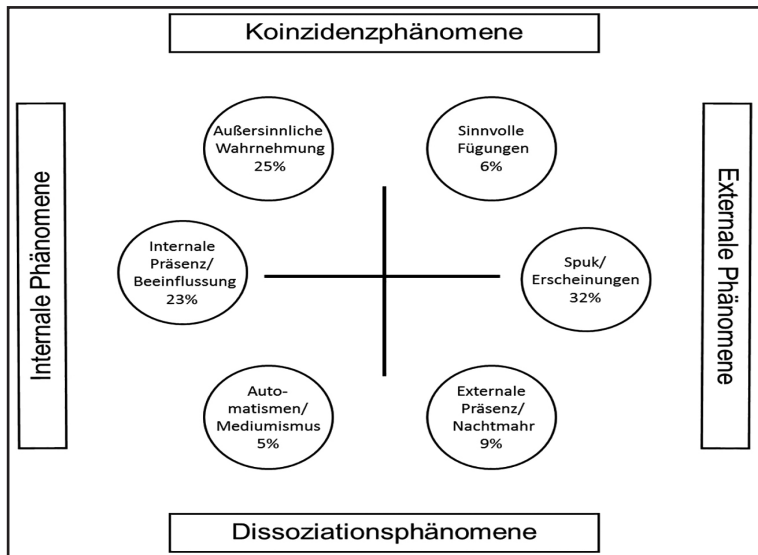 Koinzidenzphänomene
Internale Phänomene
Externale Phänomene
Außersinnliche
Wahrnehmung
25%
Sinnvolle
Fügungen
6%
Internale
Präsenz/
Beeinflussung
23%
Spuk/
Erscheinungen
32%
Auto-
matismen/
Mediumismus
5%
Externale
Präsenz/
Nachtmahr
9%
Dissoziationsphänomene